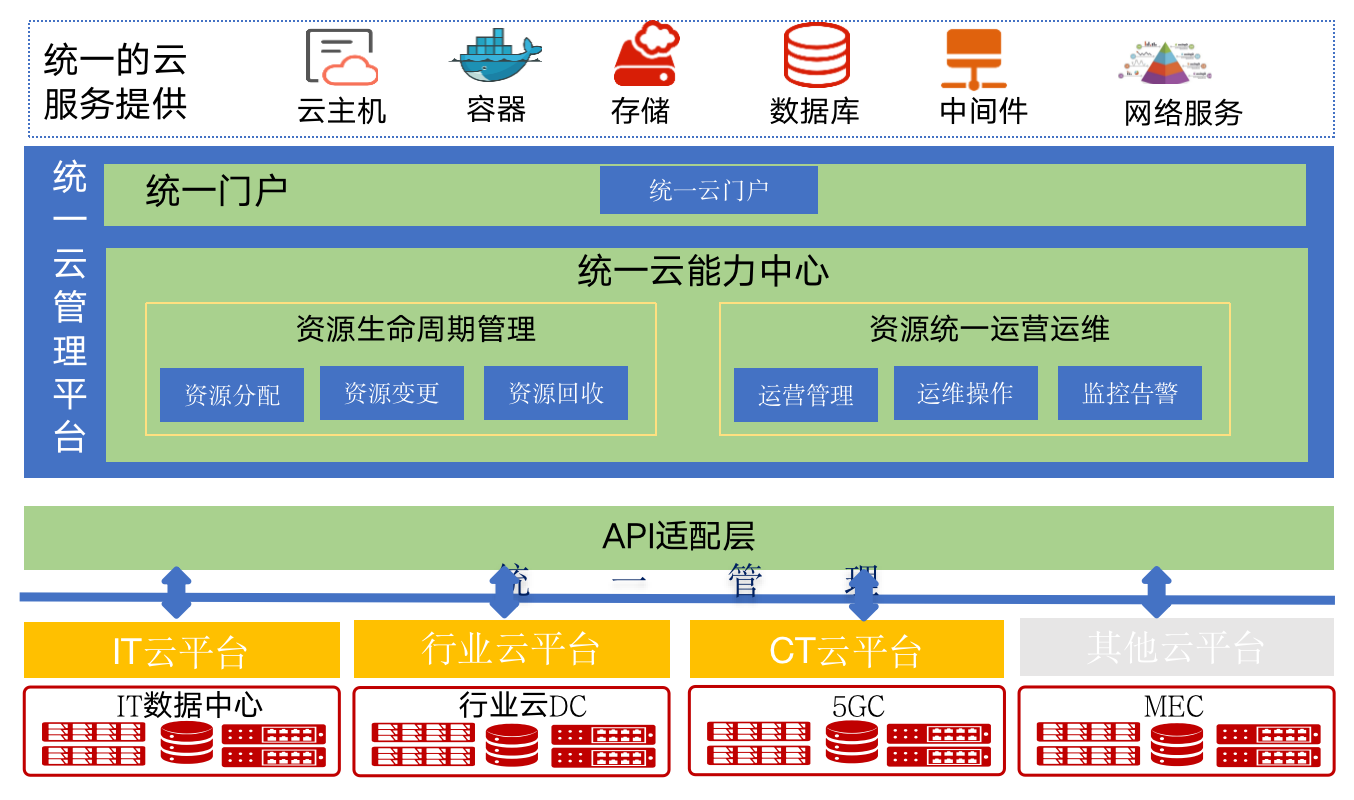 统一的云
服务提供
云主机
容器
存储
数据库
中间件
网络服务
统一云管理平台
统一门户
统一云门户
统一云能力中心
资源生命周期管理
资源分配
资源变更
资源回收
资源统一运营运维
运营管理
运维操作
监控告警
API适配层
统一管理
IT云平台
行业云平台
CT云平台
其他云平台
IT数据中心
行业云DC
5GC
MEC